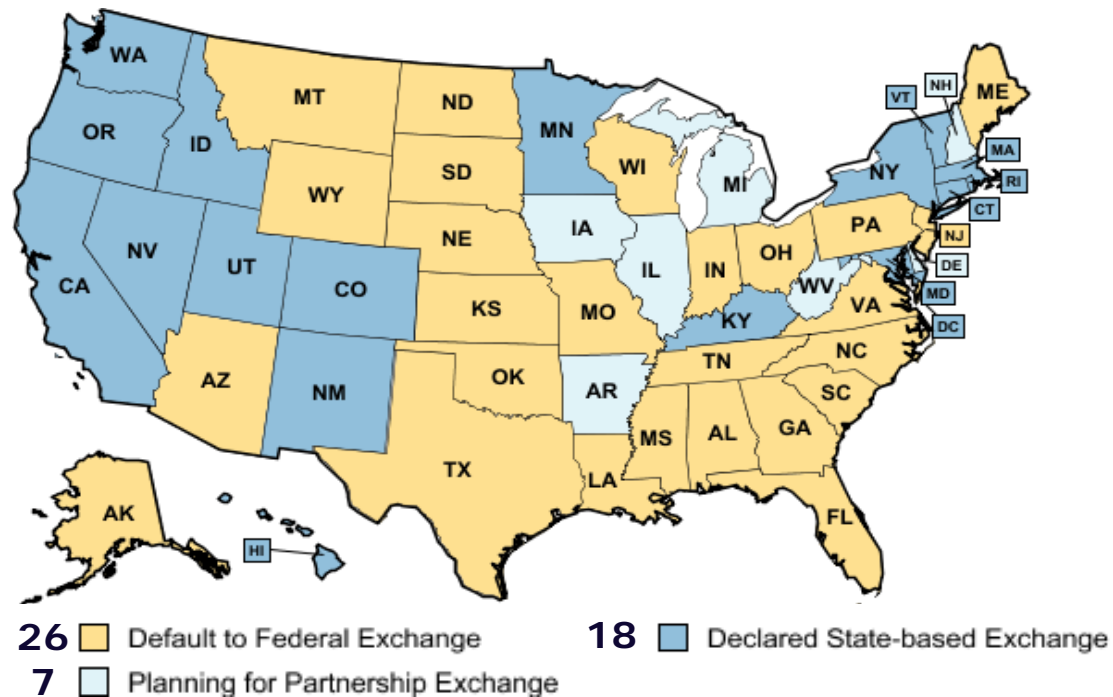 WA
MT
ND
MN
OR
ID
SD
WI
WY
MI
NH
VT
ME
MA
NY
RI
CT
NV
UT
CA
CO
NE
IA
IL
IN
OH
PA
NJ
DE
WV
MD
DC
VA
KS
MO
KY
AZ
NM
OK
AR
TN
NC
SC
TX
LA
MS
AL
GA
FL
AK
HI
26 Default to Federal Exchange
18 Declared State-based Exchange
7 Planning for Partnership Exchange